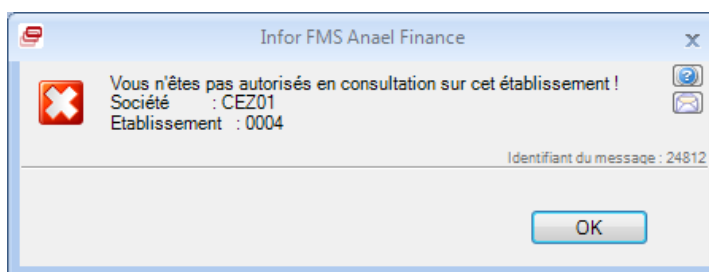 Infor FMS Anael Finance
Vous n'êtes pas autorisés en consultation sur cet établissement !
Société : CEZ01
Etablissement : 0004
Identifiant du message : 24812
OK